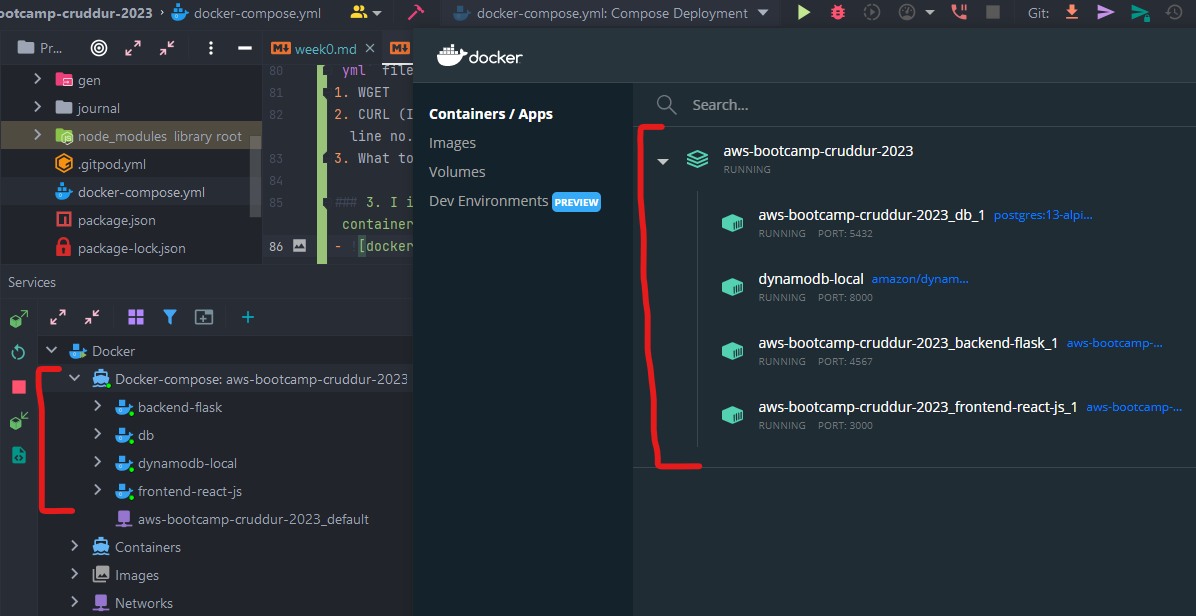 ootcamp-cruddur-2023
docker-compose.yml
docker-compose.yml: Compose Deployment
Git:
Pr...
week0.md
gen
journal
node_modules library root
.gitpod.yml
docker-compose.yml
package.json
package-lock.json
80 yml file
81 1. WGET
82 2. CURL (I
line no.
83 3. What to
84
85 ### 3. I i
container
86 - [docker
Services
Docker
Docker-compose: aws-bootcamp-cruddur-2023
backend-flask
db
dynamodb-local
frontend-react-js
aws-bootcamp-cruddur-2023_default
Containers
Images
Networks
docker
Containers / Apps
Images
Volumes
Dev Environments PREVIEW
Search...
aws-bootcamp-cruddur-2023
RUNNING
aws-bootcamp-cruddur-2023_db_1 postgres:13-alpi...
RUNNING PORT: 5432
dynamodb-local amazon/dynam...
RUNNING PORT: 8000
aws-bootcamp-cruddur-2023_backend-flask_1 aws-bootcamp-...
RUNNING PORT: 4567
aws-bootcamp-cruddur-2023_frontend-react-js_1 aws-bootcamp-...
RUNNING PORT: 3000